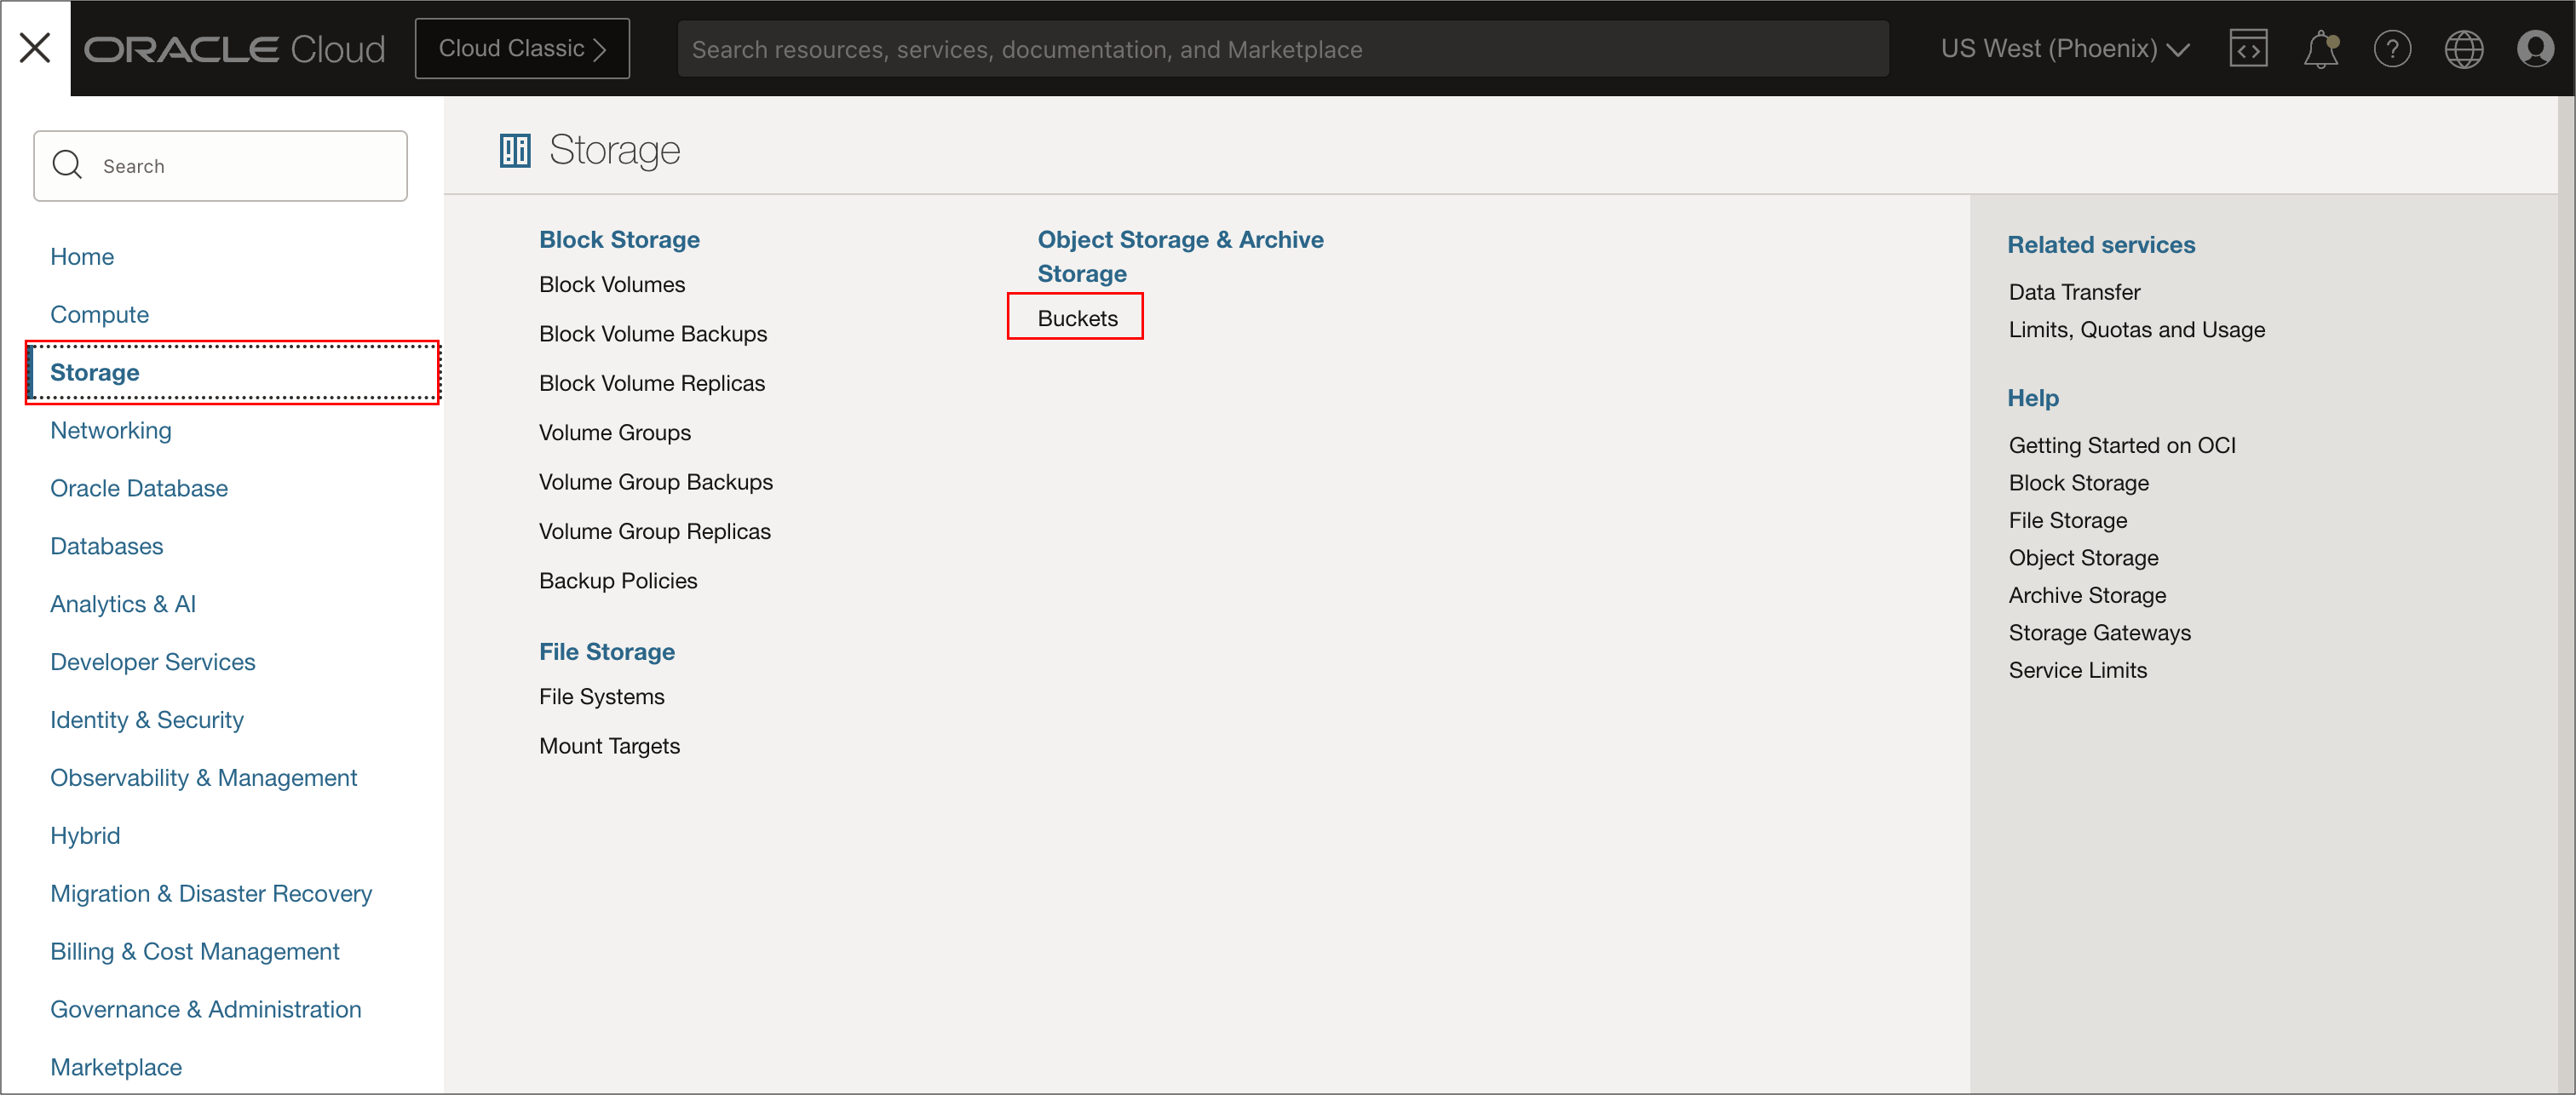 ORACLE Cloud
Cloud Classic
Search resources, services, documentation, and Marketplace
US West (Phoenix)
Search
Home
Compute
Storage
Networking
Oracle Database
Databases
Analytics & AI
Developer Services
Identity & Security
Observability & Management
Hybrid
Migration & Disaster Recovery
Billing & Cost Management
Governance & Administration
Marketplace
Storage
Block Storage
Block Volumes
Block Volume Backups
Block Volume Replicas
Volume Groups
Volume Group Backups
Volume Group Replicas
Backup Policies
File Storage
File Systems
Mount Targets
Object Storage & Archive
Storage
Buckets
Related services
Data Transfer
Limits, Quotas and Usage
Help
Getting Started on OCI
Block Storage
File Storage
Object Storage
Archive Storage
Storage Gateways
Service Limits